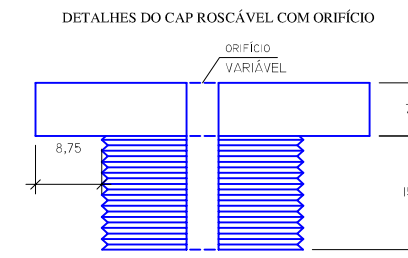 DETALHES DO CAP ROSCÁVEL COM ORIFÍCIO
ORIFÍCIO
VARIÁVEL
8,75